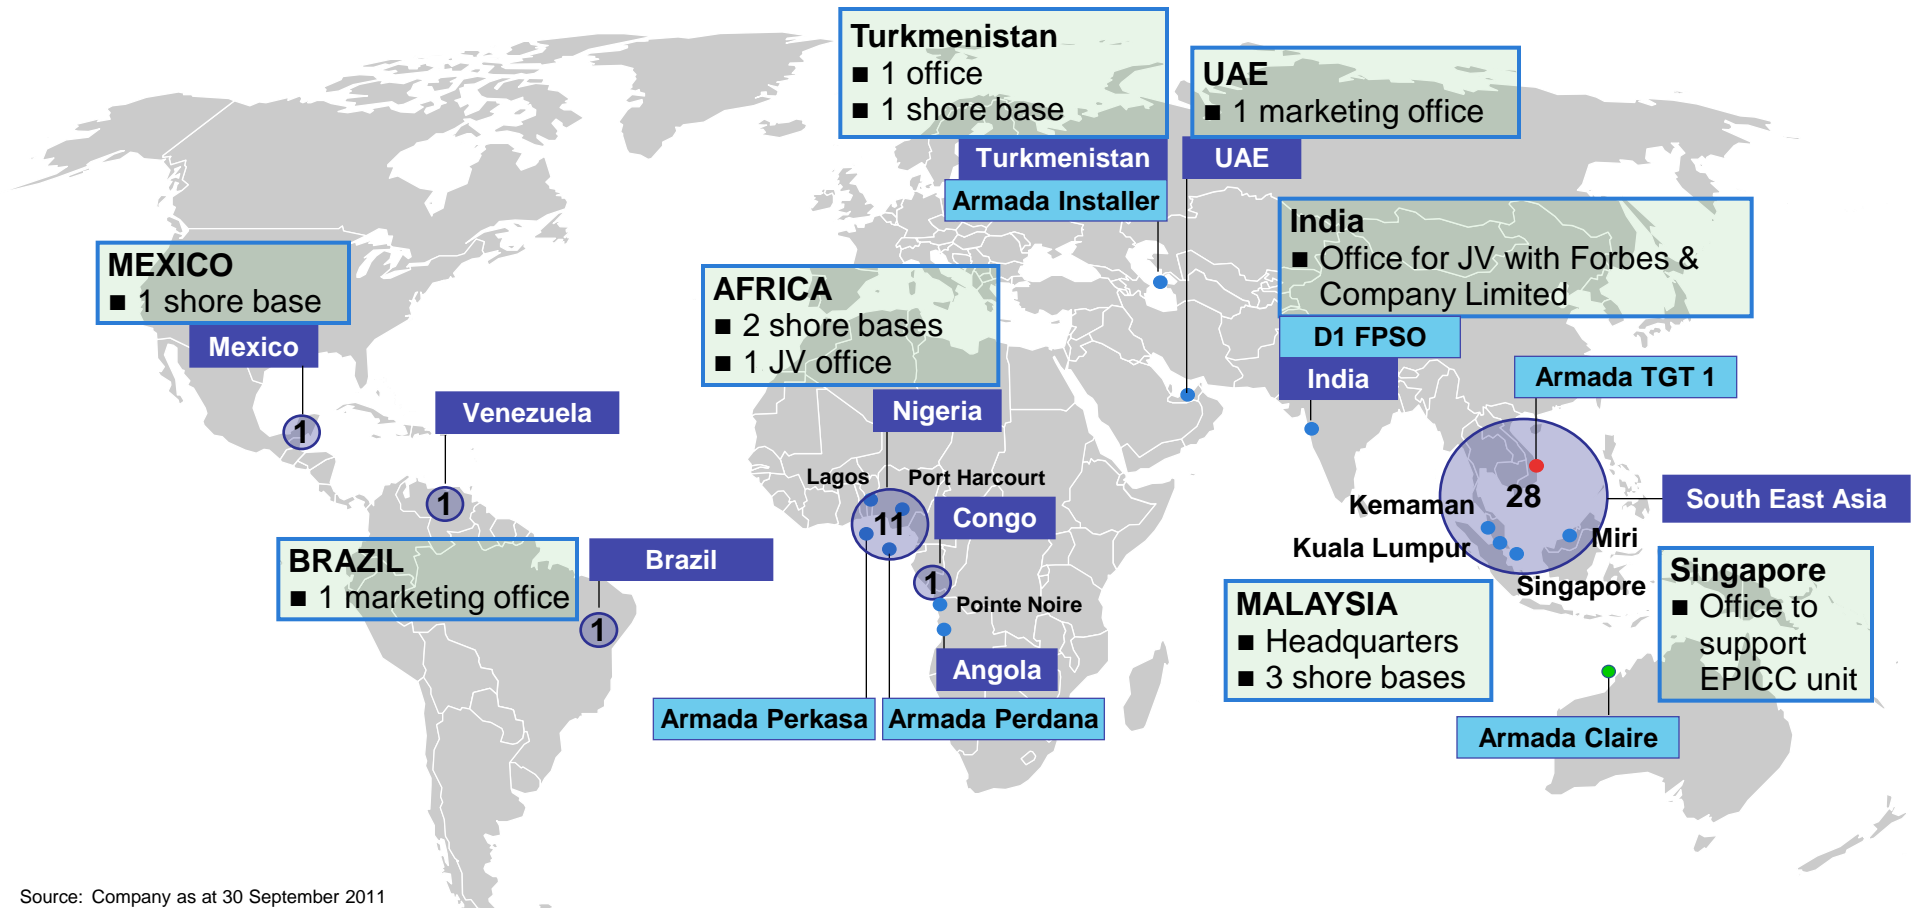 Turkmenistan
■ 1 office
■ 1 shore base
UAE
■ 1 marketing office
Turkmenistan
UAE
Armada Installer
India
■ Office for JV with Forbes &
Company Limited
MEXICO
■ 1 shore base
Mexico
AFRICA
■ 2 shore bases
■ 1 JV office
D1 FPSO
India
Armada TGT 1
Nigeria
Venezuela
1
1
Lagos
Port Harcourt
11
Congo
1
Pointe Noire
Angola
Armada Perkasa
Armada Perdana
BRAZIL
■ 1 marketing office
Brazil
1
28
South East Asia
Kemaman
Kuala Lumpur
Miri
Singapore
MALAYSIA
■ Headquarters
■ 3 shore bases
Singapore
■ Office to
support
EPICC unit
Armada Claire
Source: Company as at 30 September 2011